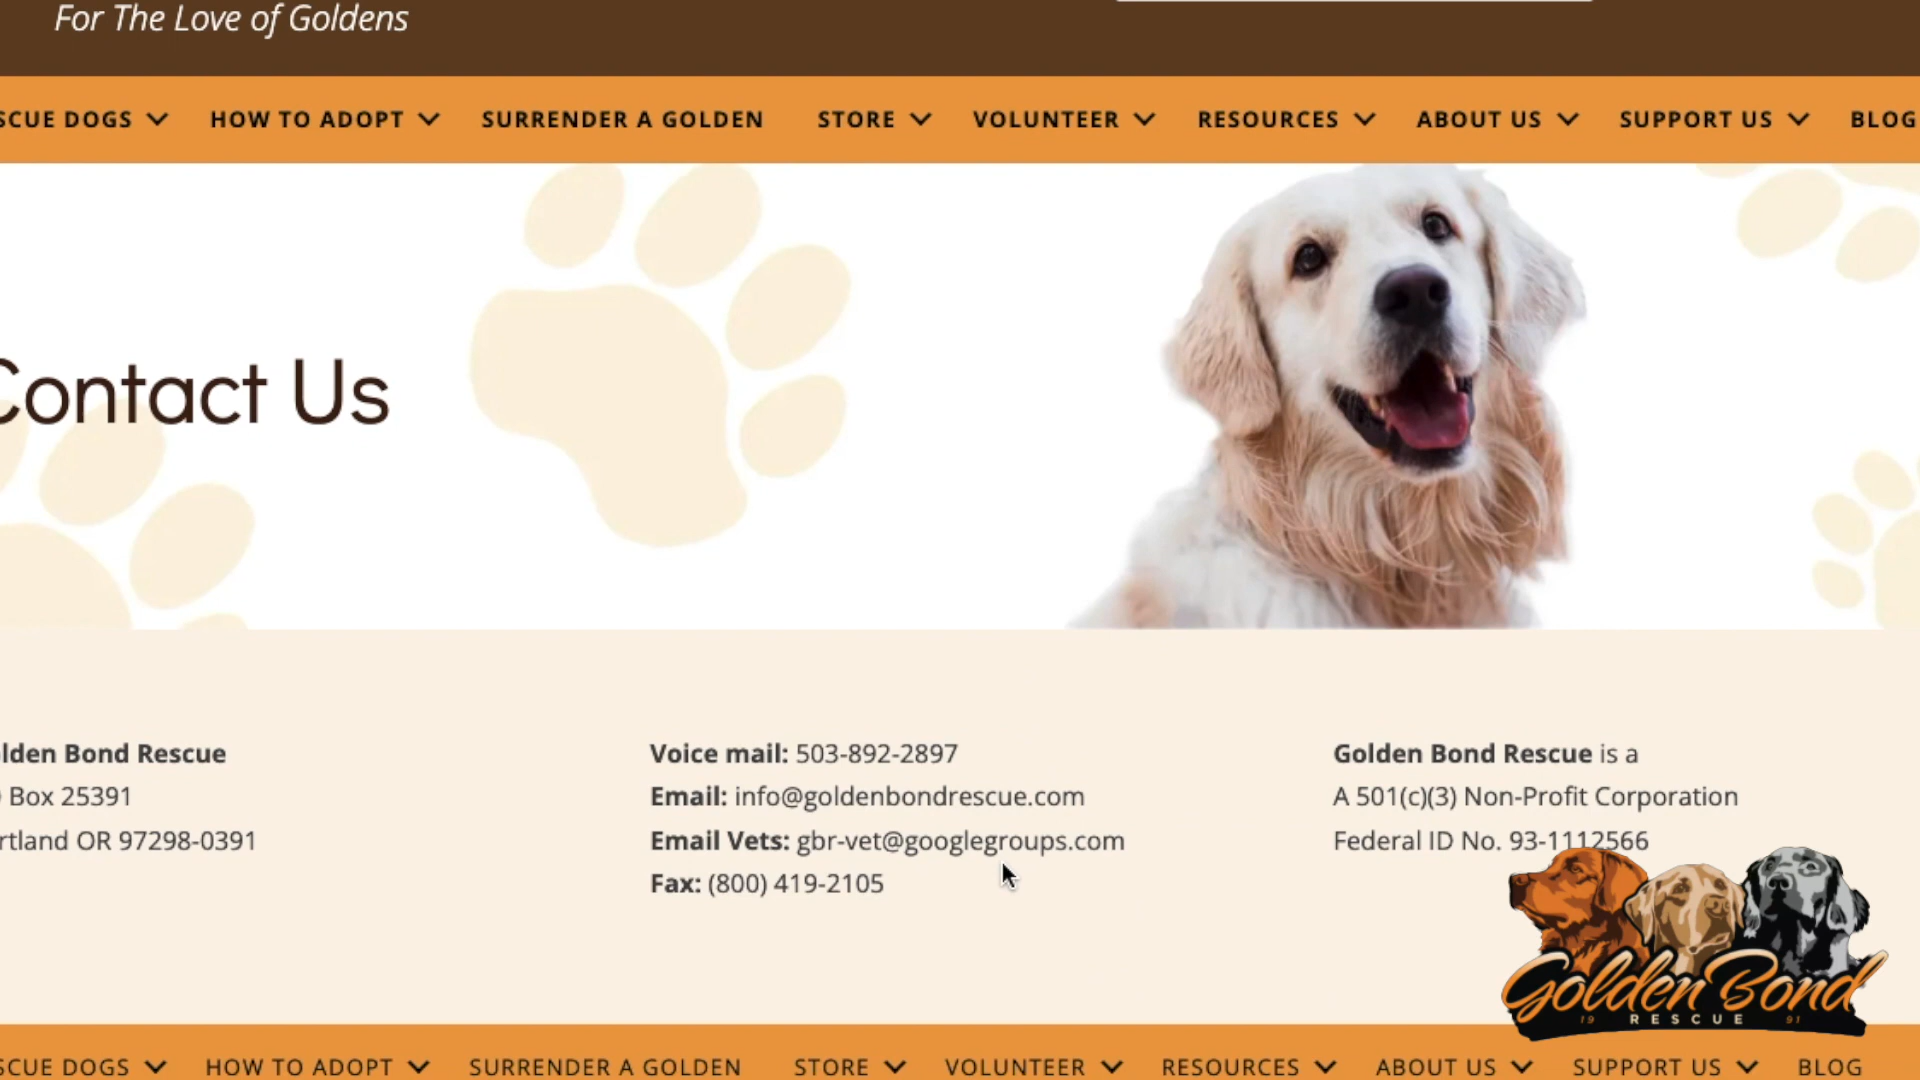 For The Love of Goldens
SCUE DOGS HOW TO ADOPT SURRENDER A GOLDEN STORE VOLUNTEER RESOURCES ABOUT US SUPPORT US BLOG
Contact Us
lden Bond Rescue
Box 25391
rtland OR 97298-0391
Voice mail: 503-892-2897
Email: info@goldenbondrescue.com
Email Vets: gbr-vet@googlegroups.com
Fax: (800) 419-2105
Golden Bond Rescue is a
A 501(c)(3) Non-Profit Corporation
Federal ID No. 93-1112566
Golden Bond
19 RESCUE 91
SCUE DOGS HOW TO ADOPT SURRENDER A GOLDEN STORE VOLUNTEER RESOURCES ABOUT US SUPPORT US BLOG